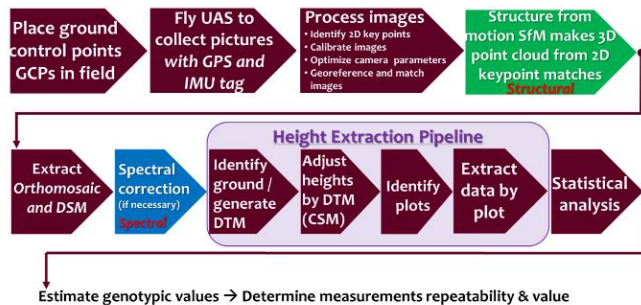 Place ground
control points
GCPs in field
Fly UAS to
collect pictures
with GPS and
IMU tag
Process images
• Identify 2D key points
• Calibrate images
• Optimize camera parameters
• Georeference and match
images
Structure from
motion SfM makes 3D
point cloud from 2D
keypoint matches
Structural
Height Extraction Pipeline
Extract
Orthomosaic
and DSM
Spectral
correction
(if necessary)
Spectral
Identify
ground /
generate
DTM
Adjust
heights
by DTM
(CSM)
Identify
plots
Extract
data by
plot
Statistical
analysis
Estimate genotypic values → Determine measurements repeatability & value